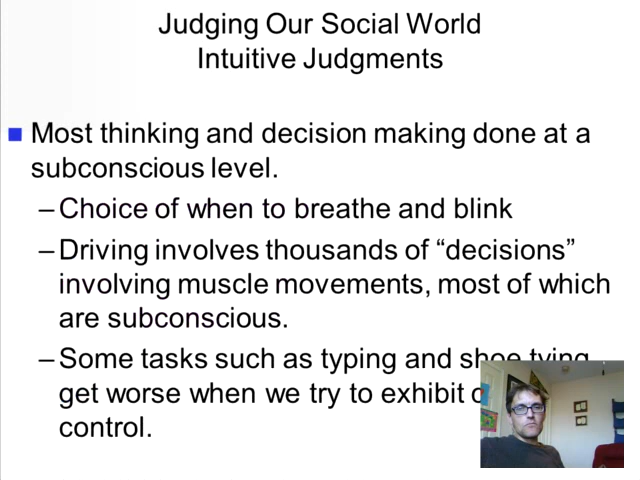 Judging Our Social World
Intuitive Judgments
Most thinking and decision making done at a
subconscious level.
–Choice of when to breathe and blink
–Driving involves thousands of “decisions”
involving muscle movements, most of which
are subconscious.
–Some tasks such as typing and shoe tying
get worse when we try to exhibit
control.